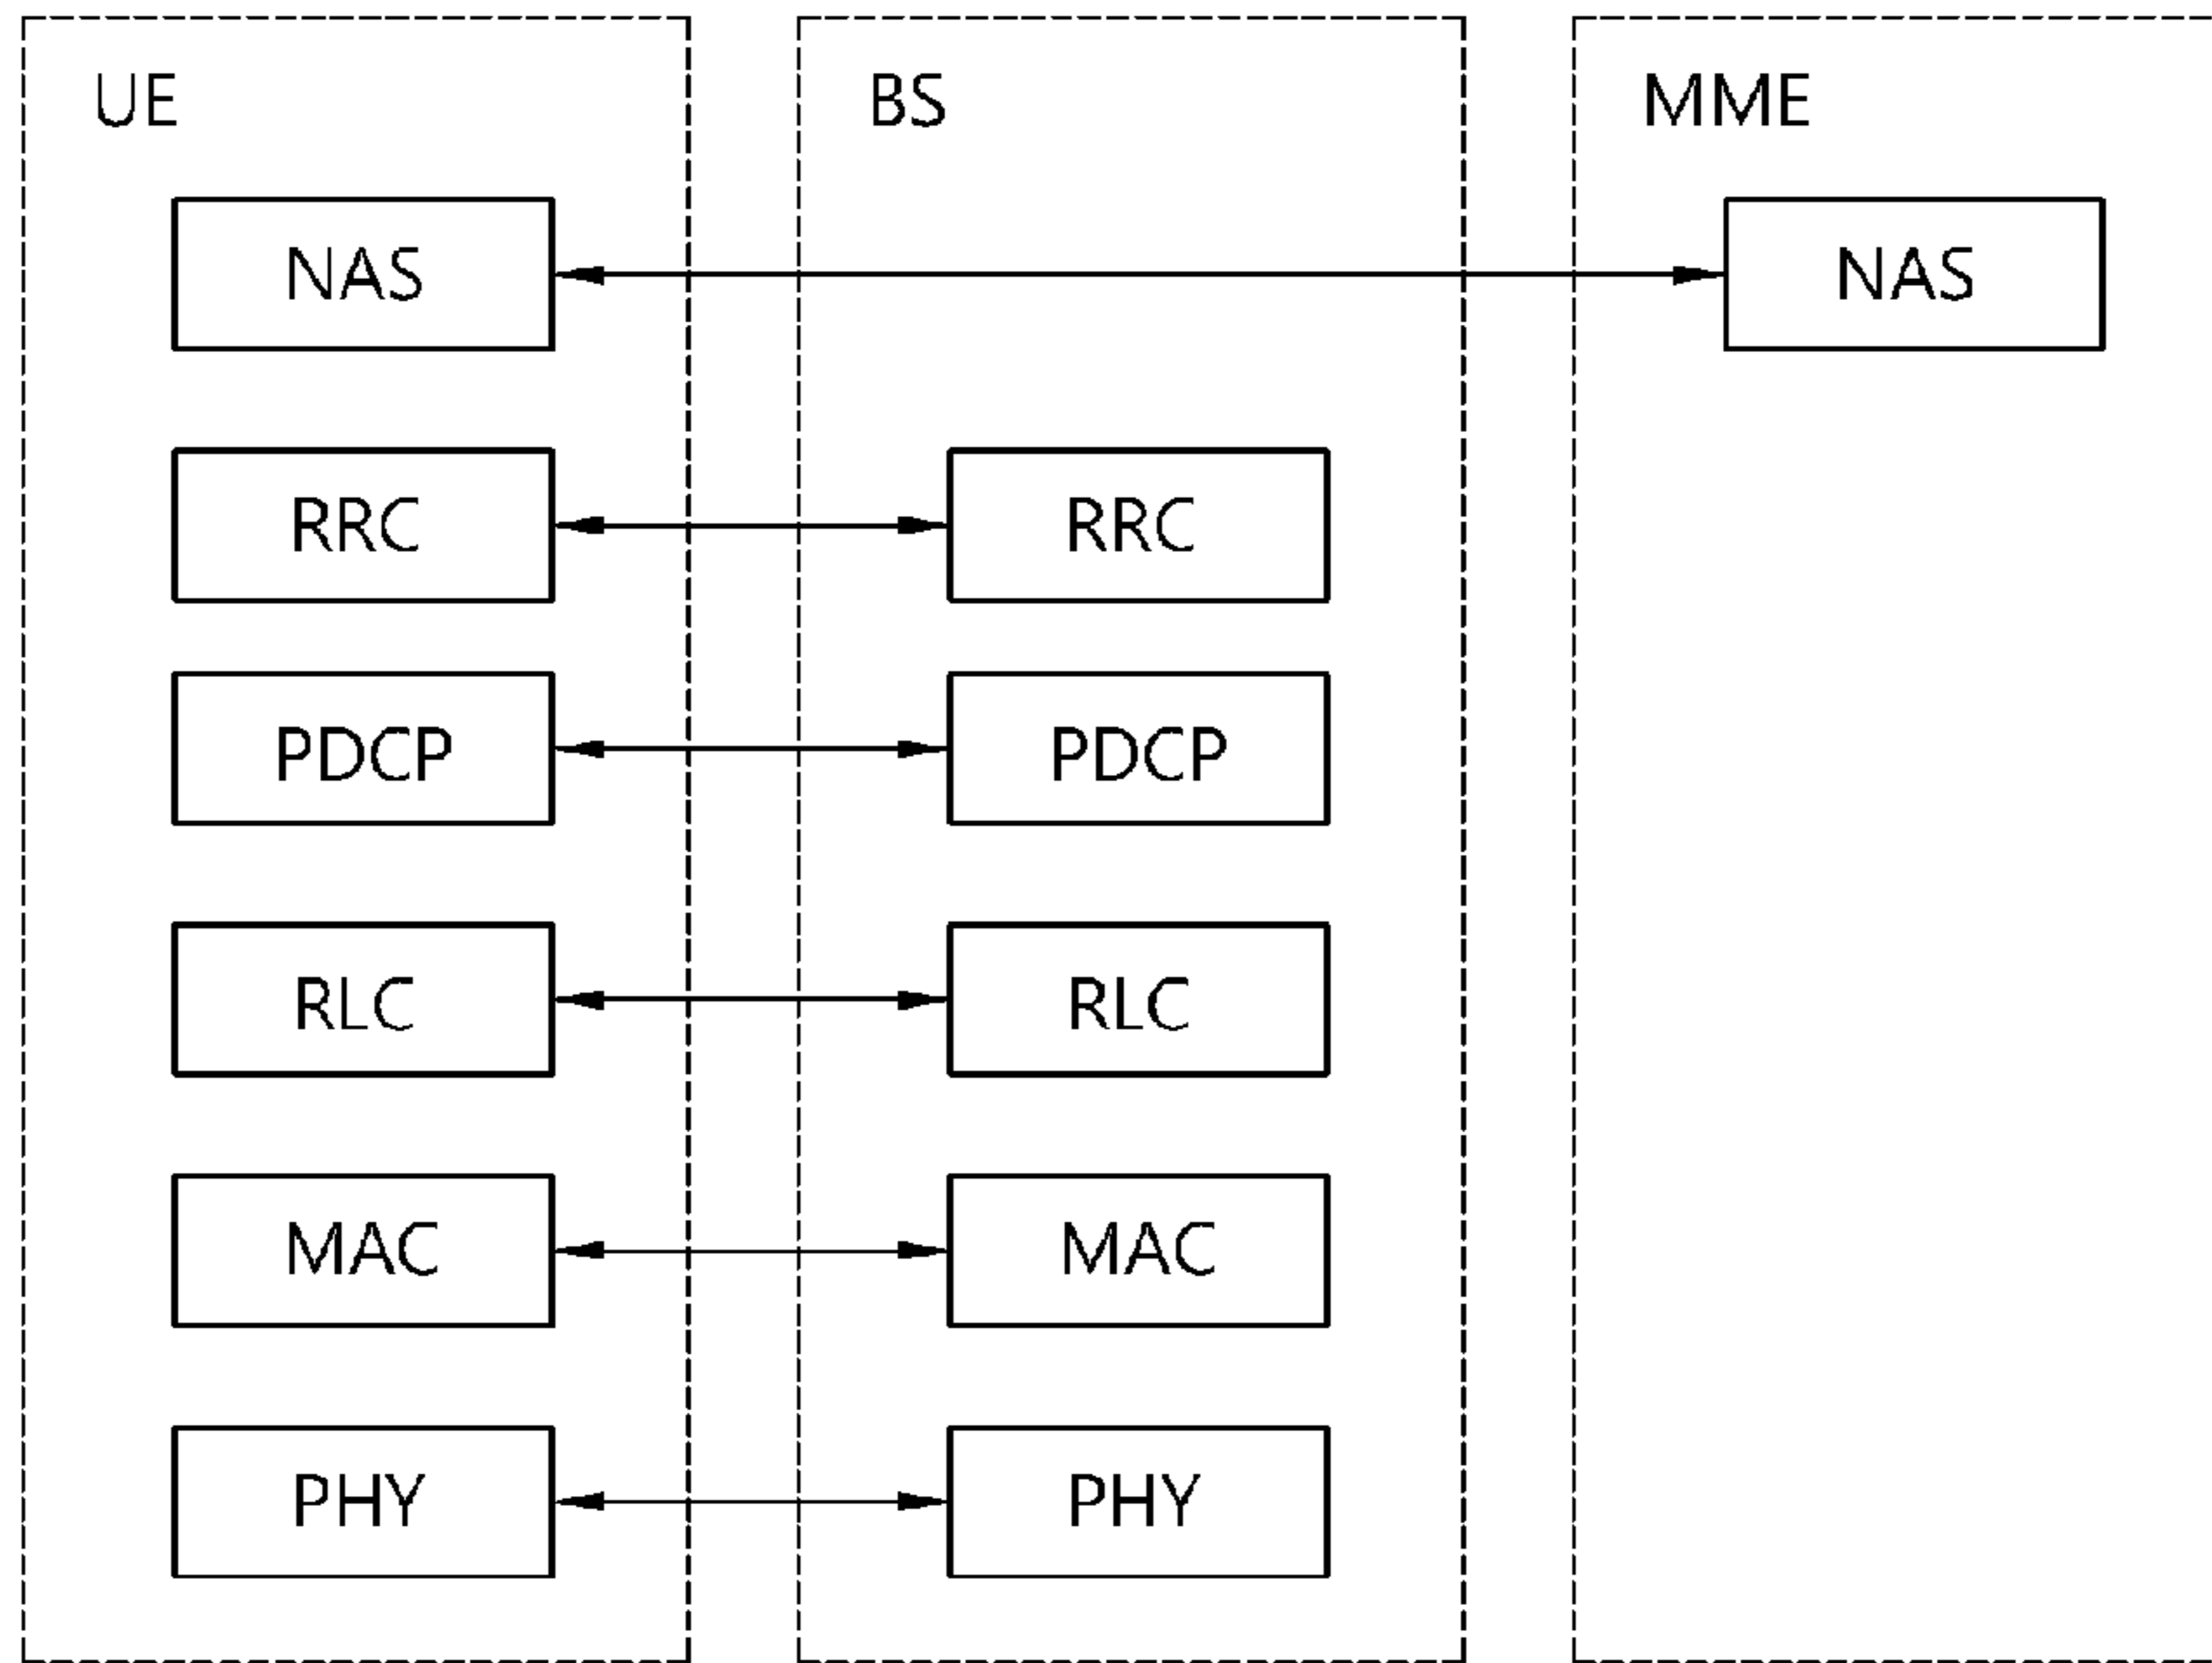 UE BS MME
NAS NAS
RRC RRC
PDCP PDCP
RLC RLC
MAC MAC
PHY PHY